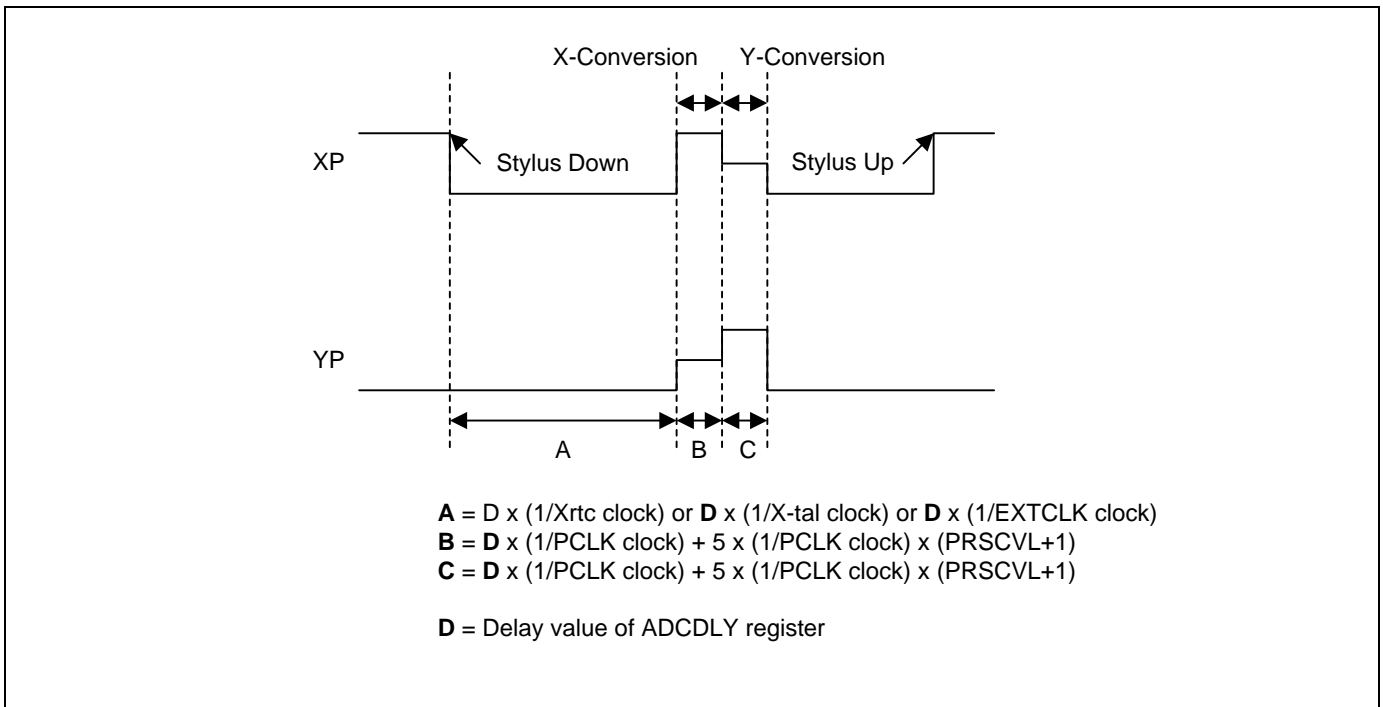 X-Conversion Y-Conversion
XP
Stylus Down
Stylus Up
YP
A
B
C
A = D x (1/Xrtc clock) or D x (1/X-tal clock) or D x (1/EXTCLK clock)
B = D x (1/PCLK clock) + 5 x (1/PCLK clock) x (PRSCVL+1)
C = D x (1/PCLK clock) + 5 x (1/PCLK clock) x (PRSCVL+1)
D = Delay value of ADCDLY register